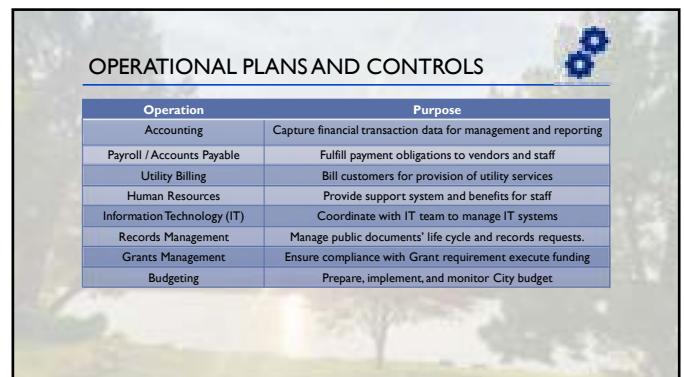 OPERATIONAL PLANS AND CONTROLS
Operation Purpose
Accounting Capture financial transaction data for management and reporting
Payroll / Accounts Payable Fulfill payment obligations to vendors and staff
Utility Billing Bill customers for provision of utility services
Human Resources Provide support system and benefits for staff
Information Technology (IT) Coordinate with IT team to manage IT systems
Records Management Manage public documents' life cycle and records requests.
Grants Management Ensure compliance with Grant requirement execute funding
Budgeting Prepare, implement, and monitor City budget